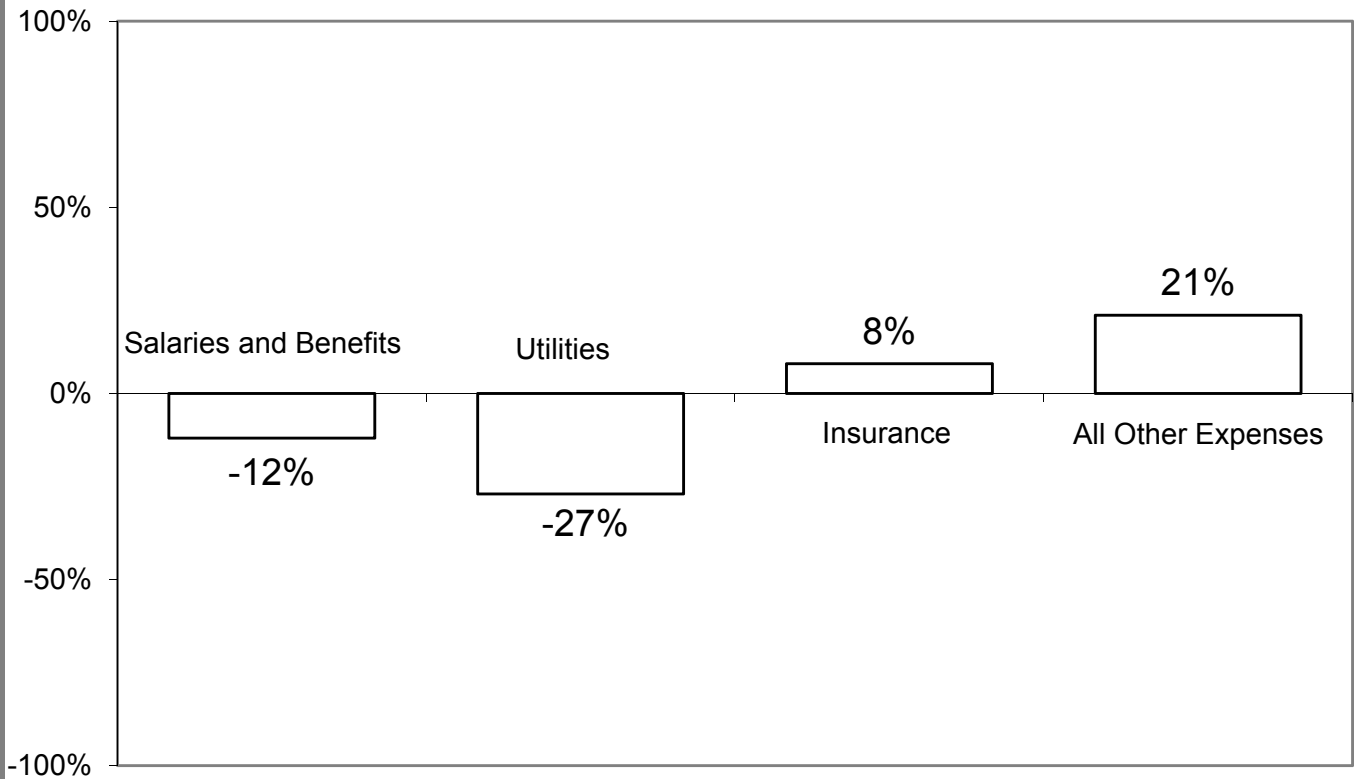 100%
50%
0%
-50%
-100%
Salaries and Benefits
-12%
Utilities
-27%
8%
Insurance
21%
All Other Expenses